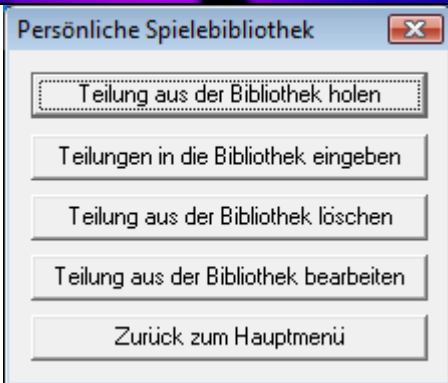 Persönliche Spielebibliothek
Teilung aus der Bibliothek holen
Teilungen in die Bibliothek eingeben
Teilung aus der Bibliothek löschen
Teilung aus der Bibliothek bearbeiten
Zurück zum Hauptmenü